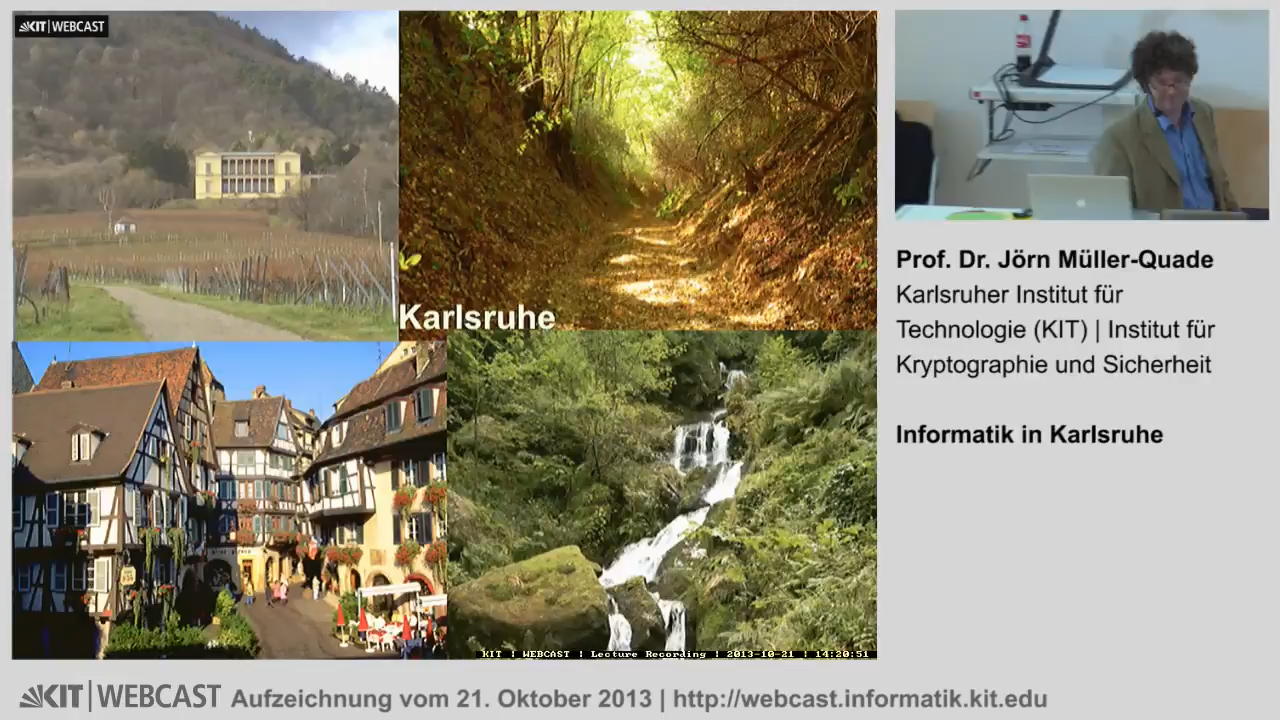 KIT WEBCAST
Karlsruhe
KIT ! WEBCAST ! Lecture Recording ! 2013-10-21 ! 14:20:51
Prof. Dr. Jörn Müller-Quade
Karlsruher Institut für
Technologie (KIT) | Institut für
Kryptographie und Sicherheit
Informatik in Karlsruhe
KIT WEBCAST Aufzeichnung vom 21. Oktober 2013 | http://webcast.informatik.kit.edu